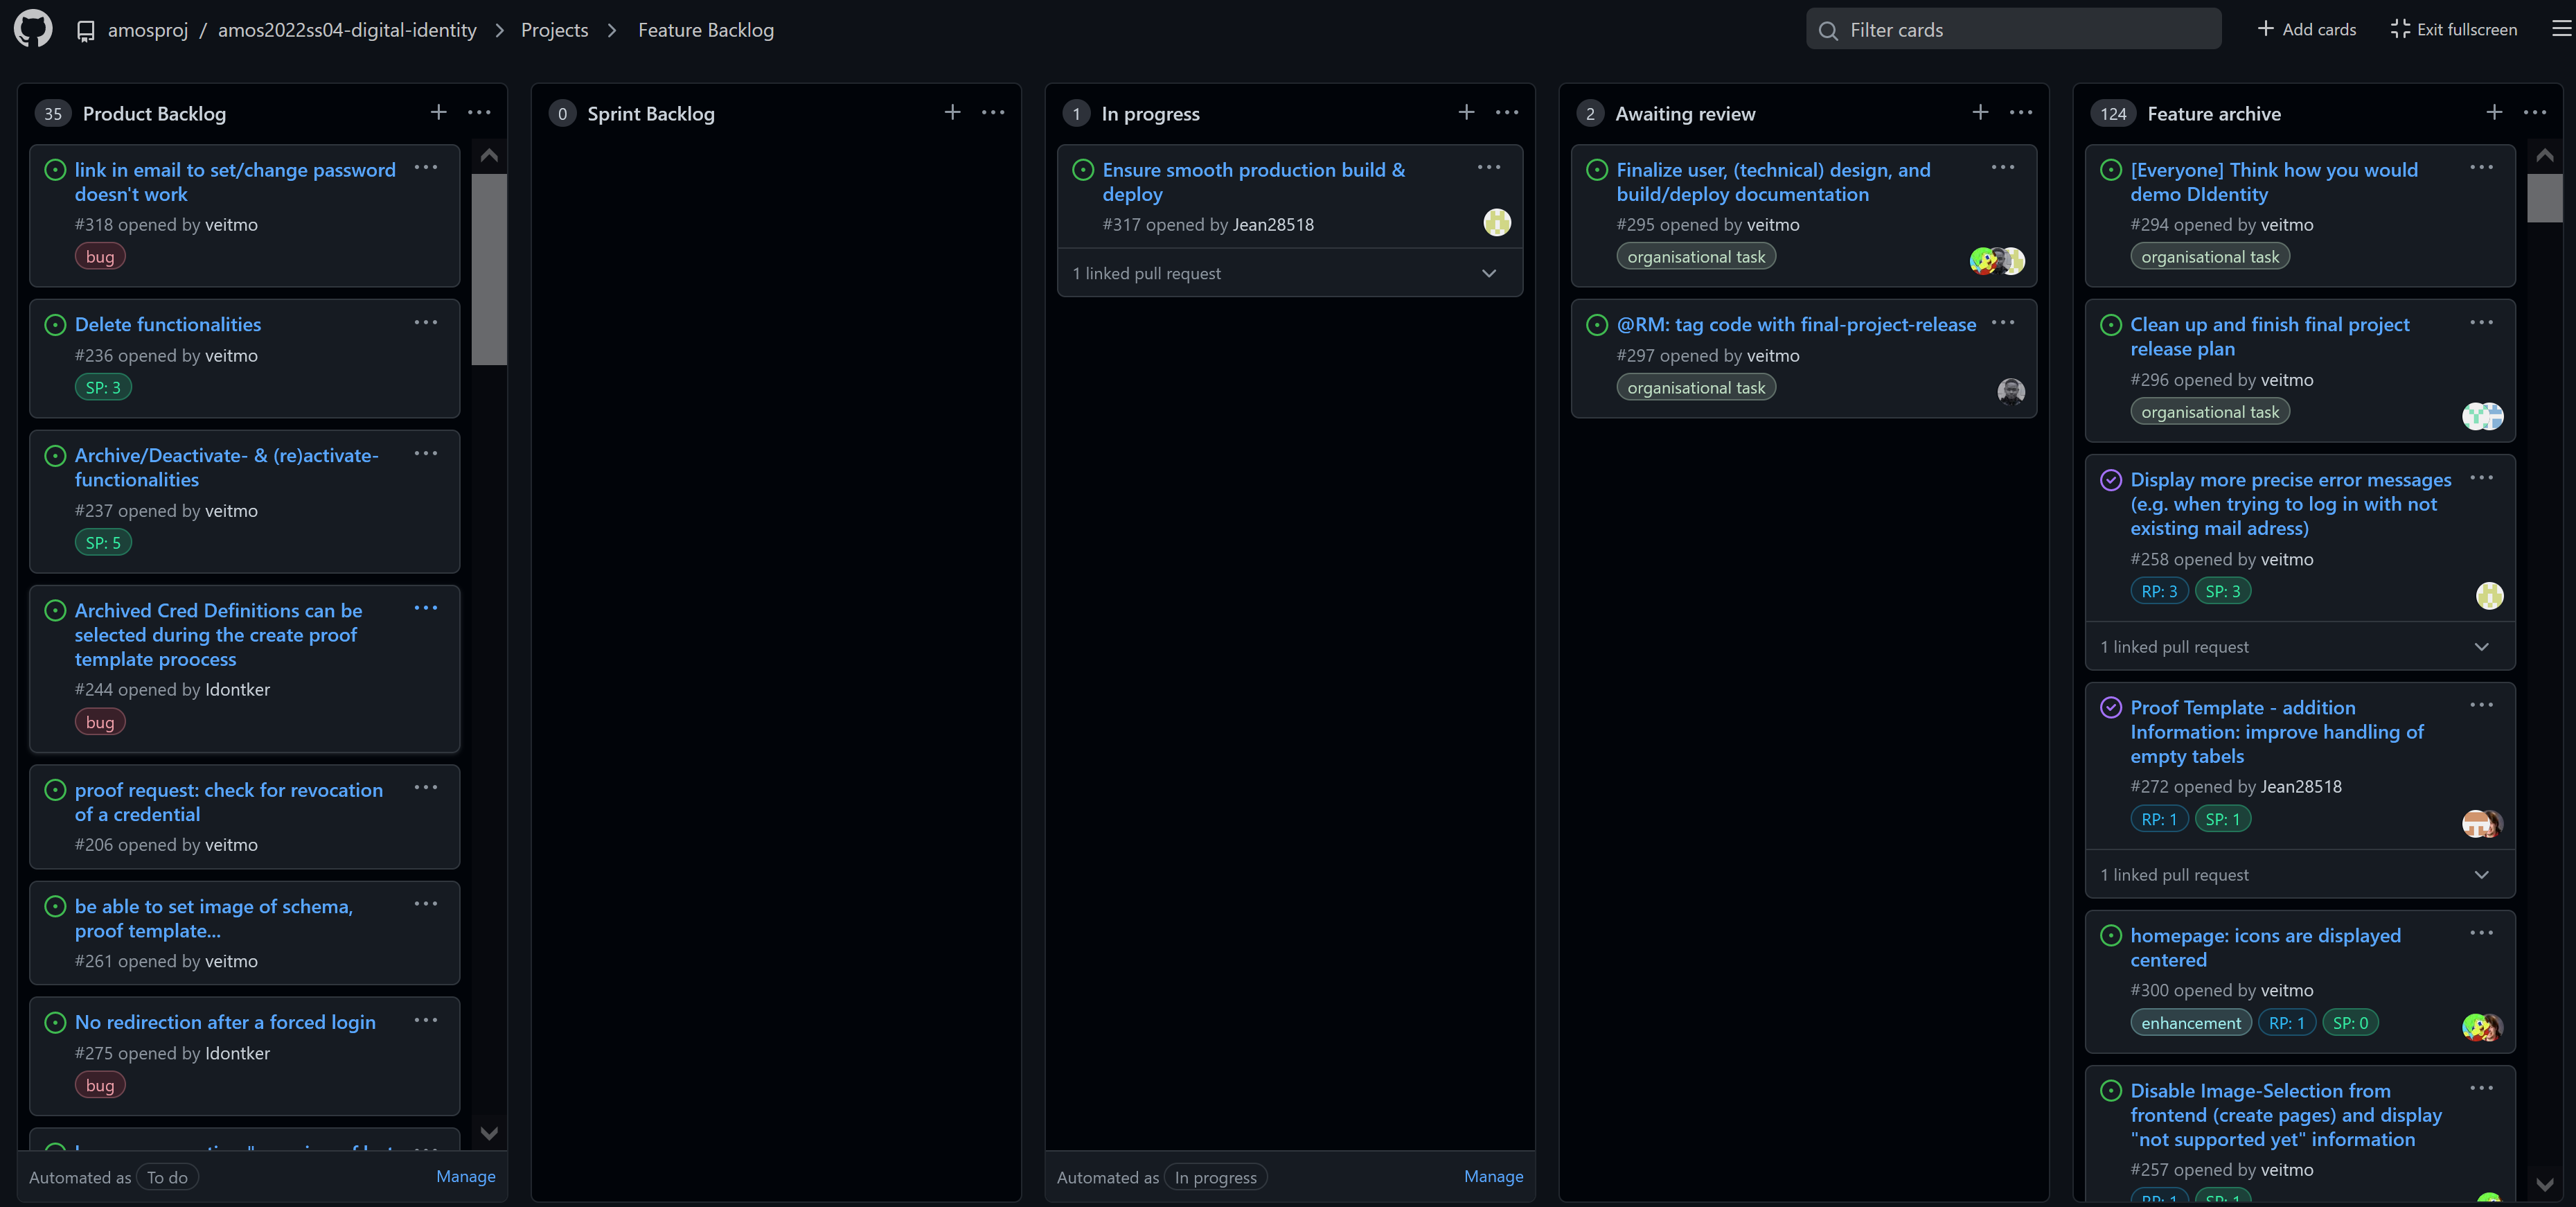 amosproj / amos2022ss04-digital-identity > Projects > Feature Backlog
Filter cards
Add cards
Exit fullscreen
35 Product Backlog
link in email to set/change password
doesn't work
#318 opened by veitmo
bug
Delete functionalities
#236 opened by veitmo
SP: 3
Archive/Deactivate- & (re)activate-
functionalities
#237 opened by veitmo
SP: 5
Archived Cred Definitions can be
selected during the create proof
template proocess
#244 opened by Idontker
bug
proof request: check for revocation
of a credential
#206 opened by veitmo
be able to set image of schema,
proof template...
#261 opened by veitmo
No redirection after a forced login
#275 opened by Idontker
bug
Automated as To do
Manage
0 Sprint Backlog
1 In progress
Ensure smooth production build &
deploy
#317 opened by Jean28518
1 linked pull request
Automated as In progress
Manage
2 Awaiting review
Finalize user, (technical) design, and
build/deploy documentation
#295 opened by veitmo
organisational task
@RM: tag code with final-project-release
#297 opened by veitmo
organisational task
124 Feature archive
[Everyone] Think how you would
demo DIdentity
#294 opened by veitmo
organisational task
Clean up and finish final project
release plan
#296 opened by veitmo
organisational task
Display more precise error messages
(e.g. when trying to log in with not
existing mail adress)
#258 opened by veitmo
RP: 3 SP: 3
1 linked pull request
Proof Template - addition
Information: improve handling of
empty tabels
#272 opened by Jean28518
RP: 1 SP: 1
1 linked pull request
homepage: icons are displayed
centered
#300 opened by veitmo
enhancement RP: 1 SP: 0
Disable Image-Selection from
frontend (create pages) and display
"not supported yet" information
#257 opened by veitmo
RP: 1 SP: 1